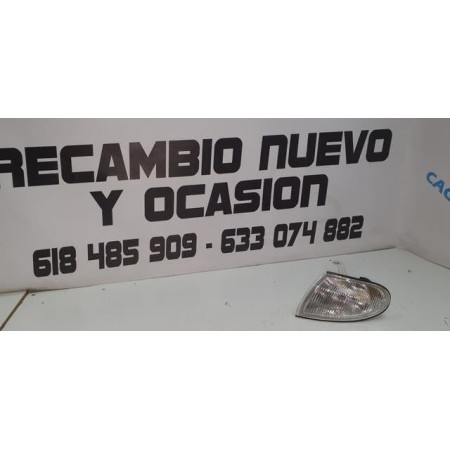 RECAMBIO NUEVO
Y OCASION
618 485 909 - 633 074 882